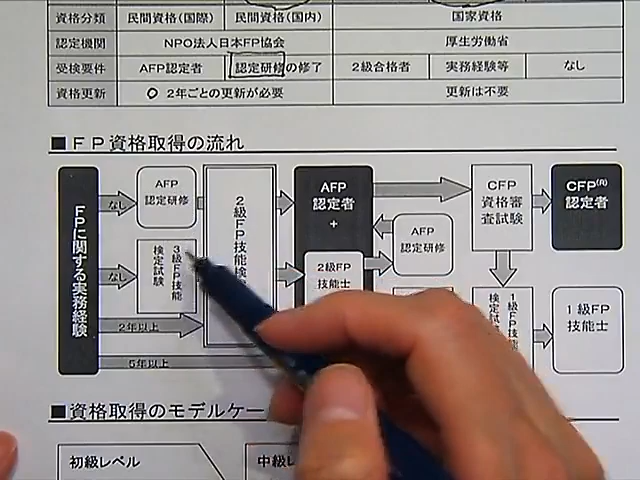 資格分類 民間資格(国際) 民間資格(国内) 国家資格
認定機関 NPO法人日本FP協会 厚生労働省
受検要件 AFP認定者 認定研修の修了 2級合格者 実務経験等 なし
資格更新 2年ごとの更新が必要 更新は不要
■FP資格取得の流れ
FPに関する実務経験
なし
AFP
認定研修
なし
3級FP技能
検定試験
2年以上
5年以上
2級FP技能検
AFP
認定者
+
2級FP
技能士
AFP
認定研修
CFP
資格審
査試験
CFP(R)
認定者
1級FP技能
検定試
1級FP
技能士
■資格取得のモデルケー
初級レベル
中級レ